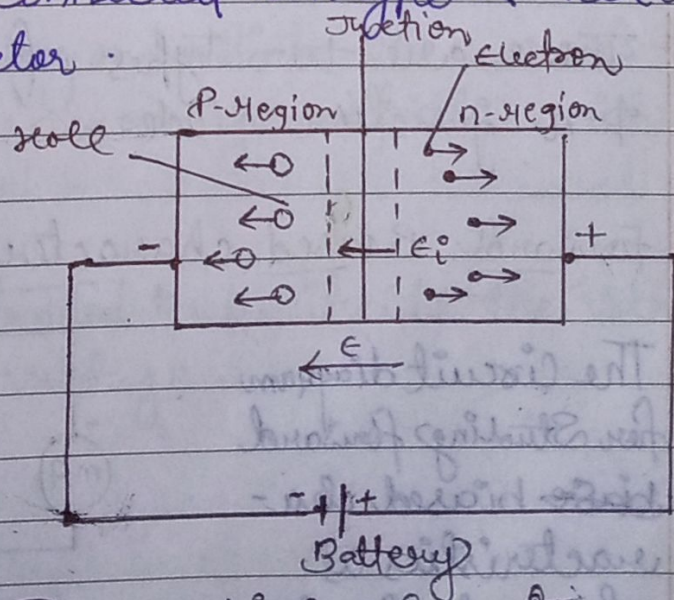 tor.
Junction
Electron
P-region
n-region
Hole
-
+
Ei
E
- +
Battery